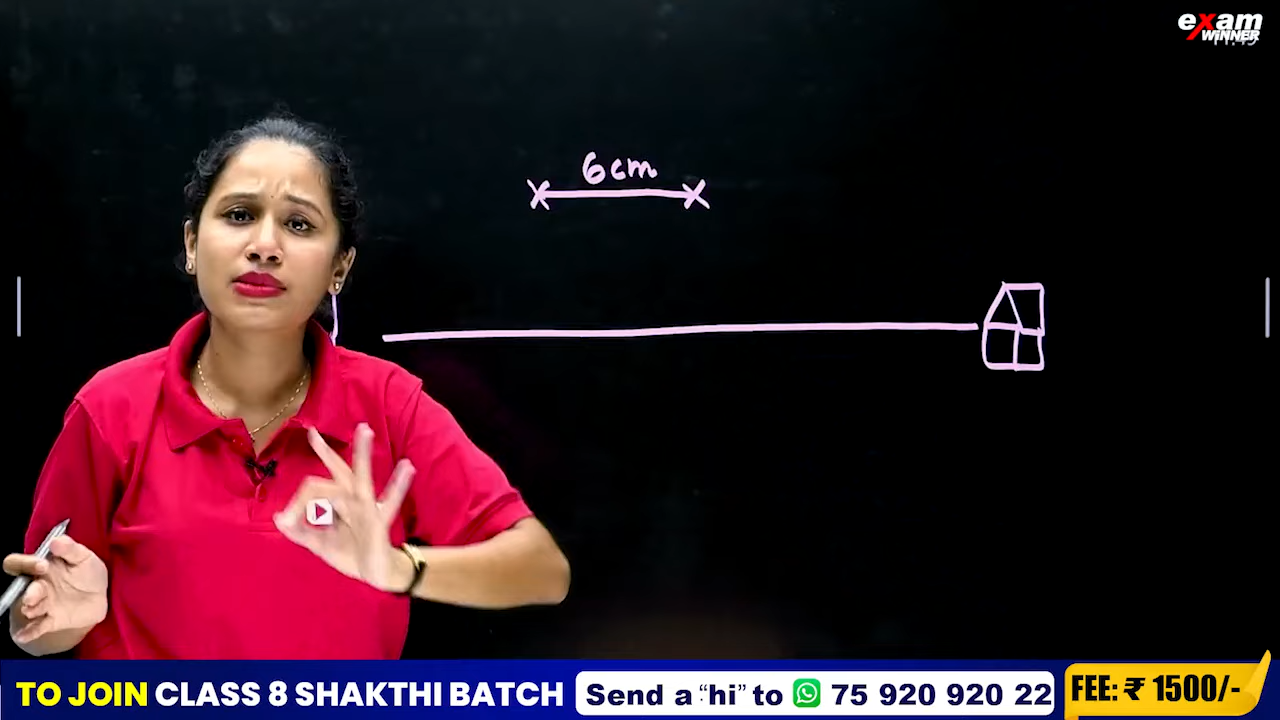 exam
WINNER
6cm
TO JOIN CLASS 8 SHAKTHI BATCH
Send a “hi” to 75 920 920 22
FEE: ₹ 1500/-